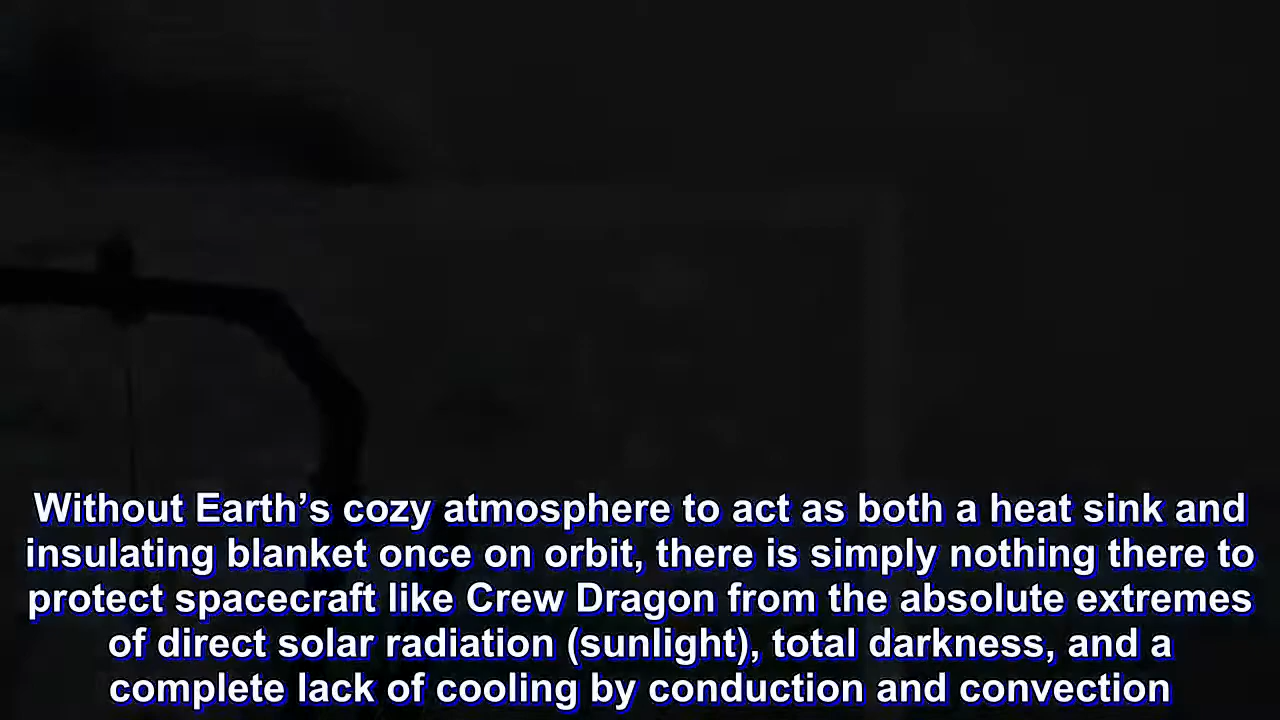 Without Earth’s cozy atmosphere to act as both a heat sink and
insulating blanket once on orbit, there is simply nothing there to
protect spacecraft like Crew Dragon from the absolute extremes
of direct solar radiation (sunlight), total darkness, and a
complete lack of cooling by conduction and convection